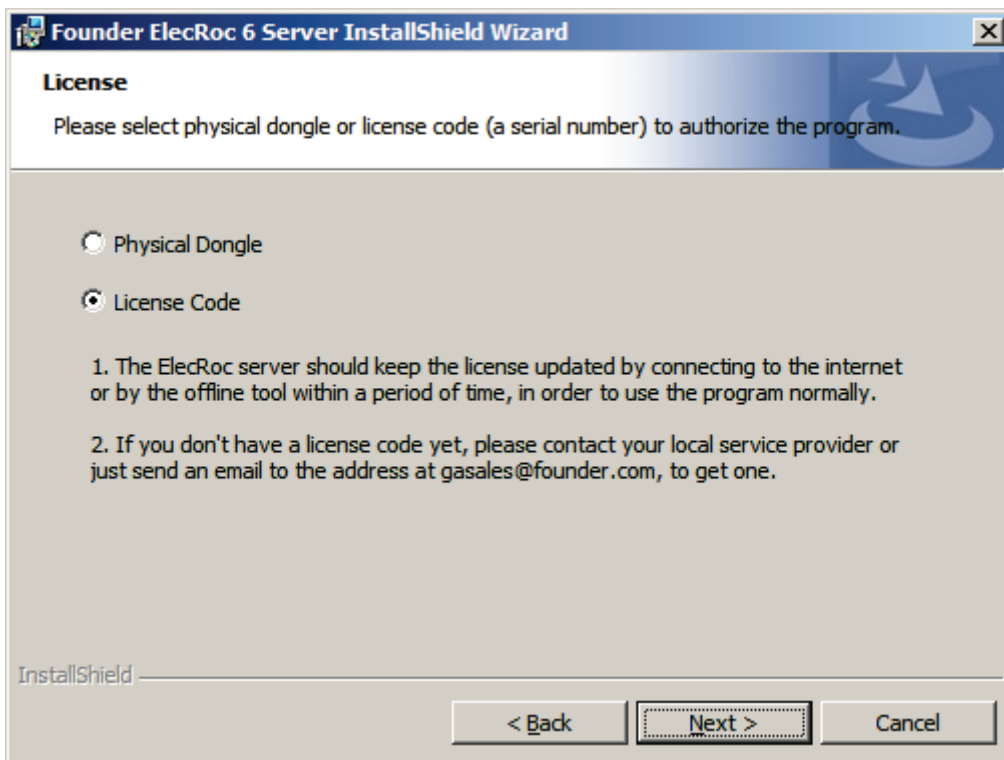 Founder ElecRoc 6 Server InstallShield Wizard
License
Please select physical dongle or license code (a serial number) to authorize the program.
Physical Dongle
License Code
1. The ElecRoc server should keep the license updated by connecting to the internet
or by the offline tool within a period of time, in order to use the program normally.
2. If you don't have a license code yet, please contact your local service provider or
just send an email to the address at gasales@founder.com, to get one.
InstallShield
< Back
Next >
Cancel